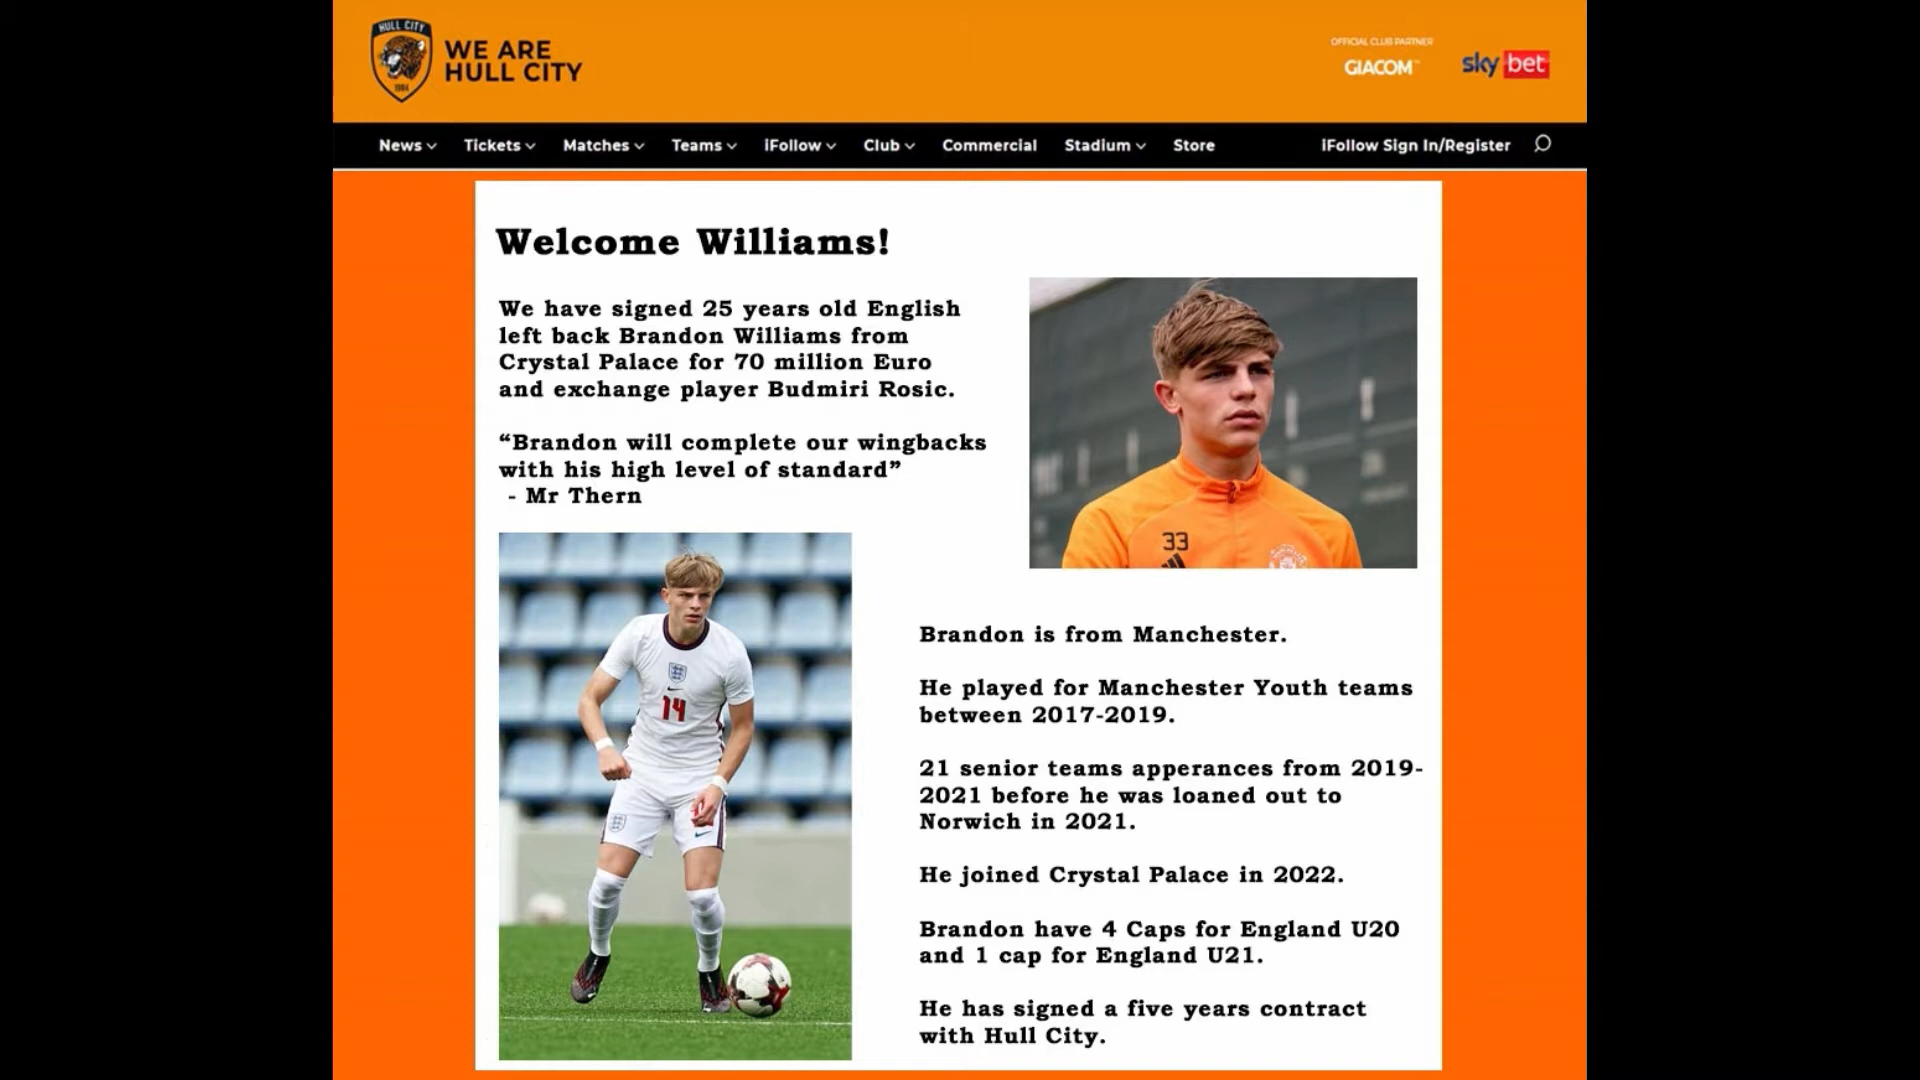 HULL CITY
1904
WE ARE
HULL CITY
OFFICIAL CLUB PARTNER
GIACOM™
sky bet
News Tickets Matches Teams iFollow Club Commercial Stadium Store iFollow Sign In/Register
Welcome Williams!
We have signed 25 years old English
left back Brandon Williams from
Crystal Palace for 70 million Euro
and exchange player Budmiri Rosic.
“Brandon will complete our wingbacks
with his high level of standard”
- Mr Thern
33
14
Brandon is from Manchester.
He played for Manchester Youth teams
between 2017-2019.
21 senior teams apperances from 2019-
2021 before he was loaned out to
Norwich in 2021.
He joined Crystal Palace in 2022.
Brandon have 4 Caps for England U20
and 1 cap for England U21.
He has signed a five years contract
with Hull City.